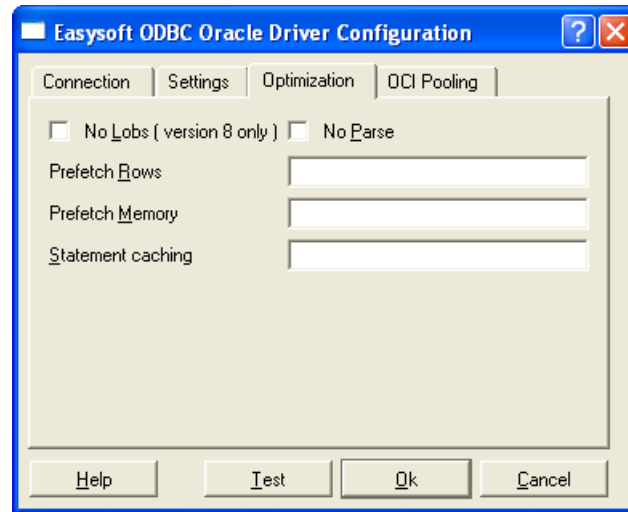 Easysoft ODBC Oracle Driver Configuration
Connection Settings Optimization OCI Pooling
No Lobs ( version 8 only ) No Parse
Prefetch Rows
Prefetch Memory
Statement caching
Help Test Ok Cancel